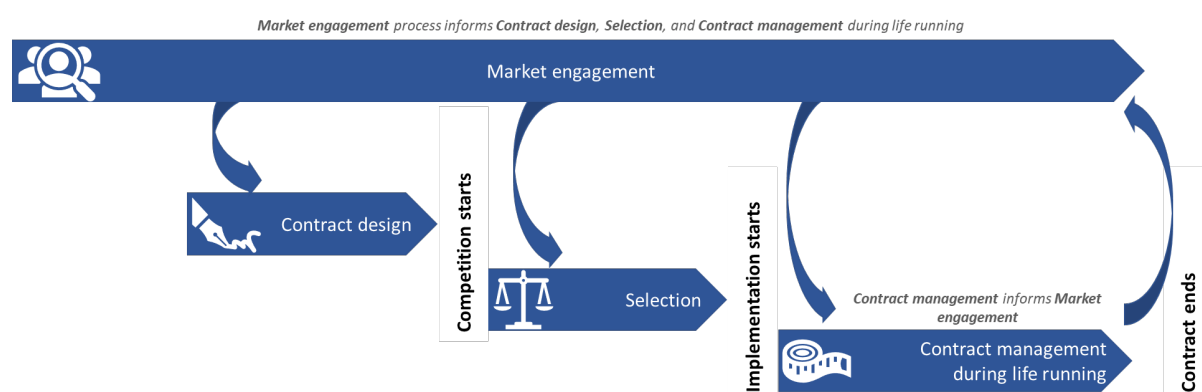 Market engagement process informs Contract design, Selection, and Contract management during life running
Market engagement
Contract design
Competition starts
Selection
Implementation starts
Contract management informs Market
engagement
Contract management
during life running
Contract ends